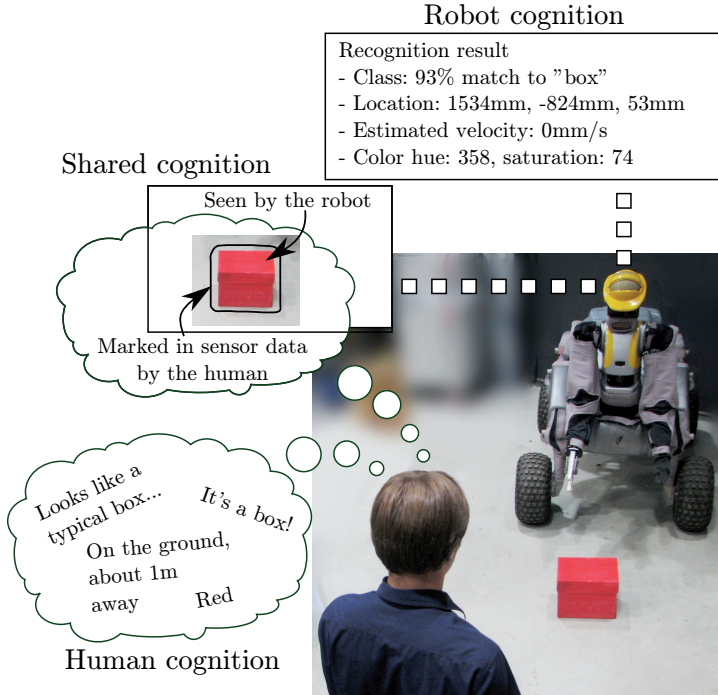 Robot cognition
Recognition result
- Class: 93% match to "box"
- Location: 1534mm, -824mm, 53mm
- Estimated velocity: 0mm/s
- Color hue: 358, saturation: 74
Shared cognition
Seen by the robot
Marked in sensor data
by the human
Looks like a
typical box...
It's a box!
On the ground,
about 1m
away
Red
Human cognition